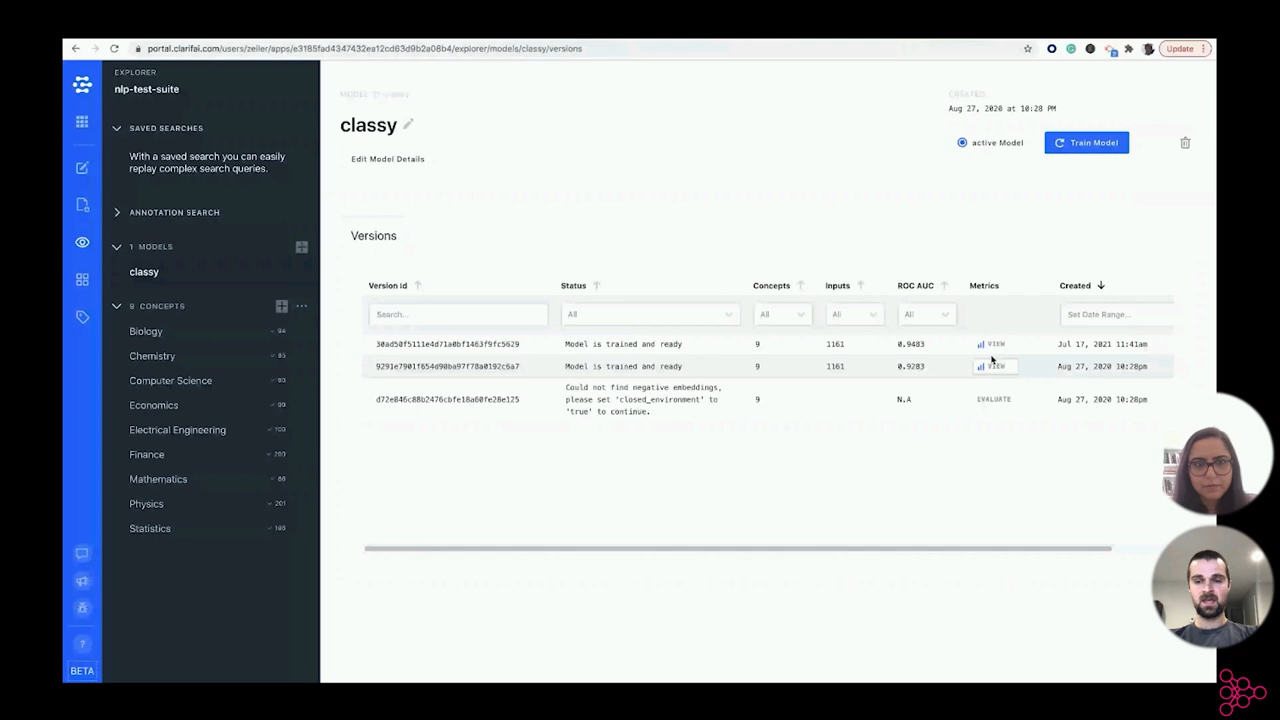 portal.clarifai.com/users/zeller/apps/e3185fad4347432ea12cd63d9b2a08b4/explorer/models/classy/versions
Update
EXPLORER
nlp-test-suite
SAVED SEARCHES
With a saved search you can easily
replay complex search queries.
ANNOTATION SEARCH
1 MODELS
classy
9 CONCEPTS
Biology 94
Chemistry
Computer Science
Economics
Electrical Engineering
Finance
Mathematics
Physics 201
Statistics
?
BETA
CREATED
Aug 27, 2020 at 10:28 PM
classy
active Model
Train Model
Edit Model Details
Versions
Version id Status Concepts Inputs ROC AUC Metrics Created
Search... All All All All Set Date Range...
30ad50f5111e4d71a0bf1463f9fc5629 Model is trained and ready 9 1161 0.9483 VIEW Jul 17, 2021 11:41am
9291e7901f654d90ba97f78a0192c6a7 Model is trained and ready 9 1161 0.9283 VIEW Aug 27, 2020 10:28pm
Could not find negative embeddings,
d72e846c88b2476cbfe18a60fe28e125 please set 'closed_environment' to 9 N.A EVALUATE Aug 27, 2020 10:28pm
'true' to continue.